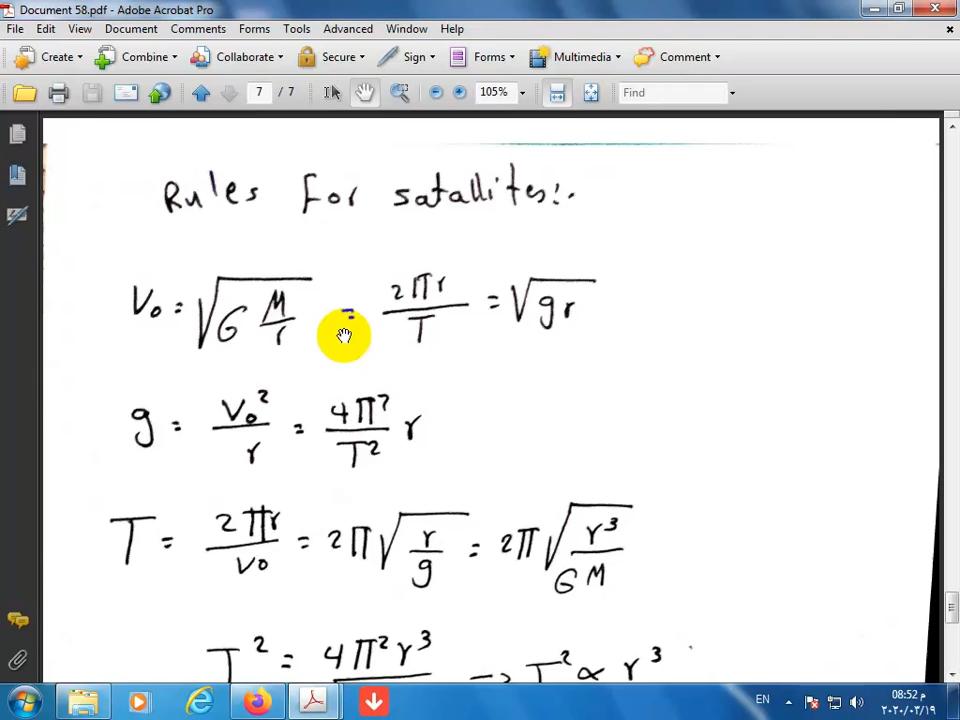 Document 58.pdf - Adobe Acrobat Pro
File Edit View Document Comments Forms Tools Advanced Window Help
Create Combine Collaborate Secure Sign Forms Multimedia Comment
7 / 7 105% Find
Rules For satallites:.
V₀ = √(G M/r) = 2πr/T = √(gr)
g = V₀²/r = 4π²/T² r
T = 2πr/V₀ = 2π√(r/g) = 2π√(r³/GM)
T² = 4π²r³ → T² ∝ r³
EN 08:52 م
٢٠٢٠/٠٣/١٩